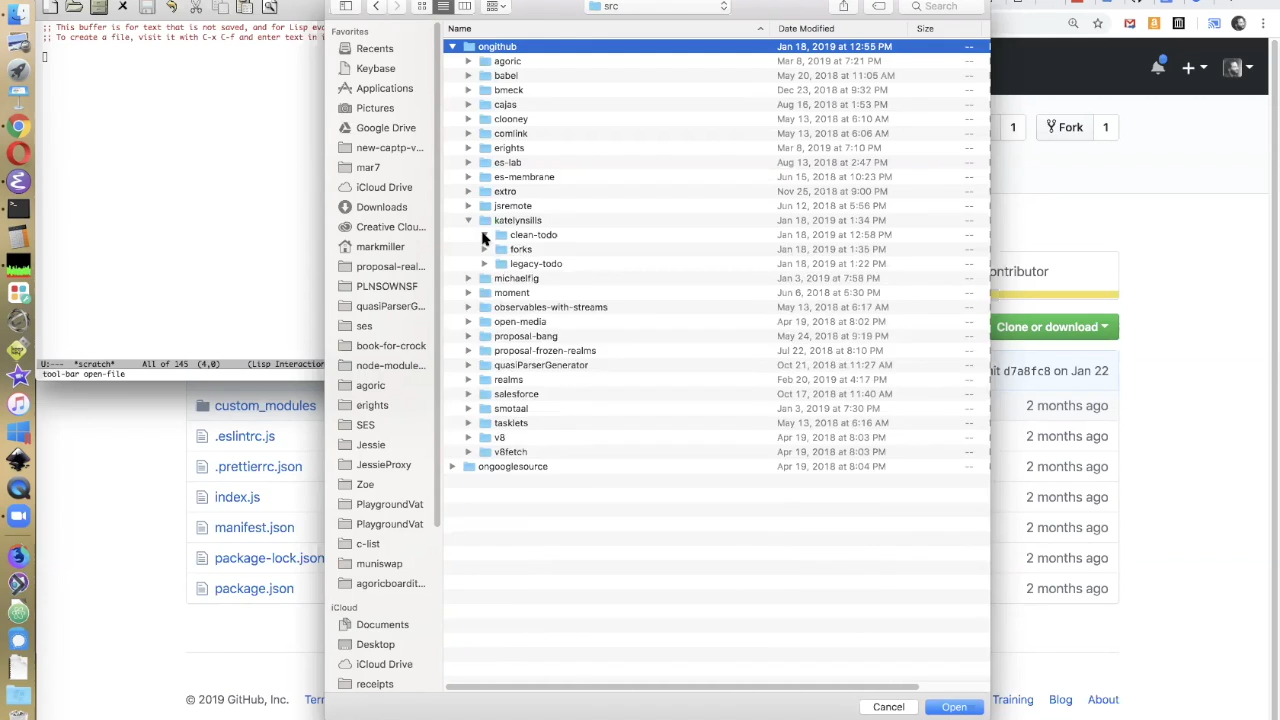 ;; This buffer is for text that is not saved, and for Lisp eva
;; To create a file, visit it with C-x C-f and enter text in i
U:--- *scratch* All of 145 (4,0) (Lisp Interaction
tool-bar open-file
src
Search
Favorites
Recents
Keybase
Applications
Pictures
Google Drive
new-captp-v...
mar7
iCloud Drive
Downloads
Creative Clou...
markmiller
proposal-real...
PLNSOWNSF
quasiParserG...
ses
book-for-crock
node-module...
agoric
erights
SES
Jessie
JessieProxy
Zoe
PlaygroundVat
PlaygroundVat
c-list
muniswap
agoricboardit...
iCloud
Documents
Desktop
iCloud Drive
receipts
Name Date Modified Size
ongithub Jan 18, 2019 at 12:55 PM --
agoric Mar 8, 2019 at 7:21 PM --
babel May 20, 2018 at 11:05 AM --
bmeck Dec 23, 2018 at 9:32 PM --
cajas Aug 16, 2018 at 1:53 PM --
clooney May 13, 2018 at 6:10 AM --
comlink May 13, 2018 at 6:06 AM --
erights Mar 8, 2019 at 7:10 PM --
es-lab Aug 13, 2018 at 2:47 PM --
es-membrane Jun 15, 2018 at 10:23 PM --
extro Nov 25, 2018 at 9:00 PM --
jsremote Jun 12, 2018 at 5:56 PM --
katelynsills Jan 18, 2019 at 1:34 PM --
clean-todo Jan 18, 2019 at 12:58 PM --
forks Jan 18, 2019 at 1:35 PM --
legacy-todo Jan 18, 2019 at 1:22 PM --
michaelfig Jan 3, 2019 at 7:58 PM --
moment Jun 6, 2018 at 5:30 PM --
observables-with-streams May 13, 2018 at 6:17 AM --
open-media Apr 19, 2018 at 8:02 PM --
proposal-bang May 24, 2018 at 9:19 PM --
proposal-frozen-realms Jul 22, 2018 at 8:10 PM --
quasiParserGenerator Oct 21, 2018 at 11:27 AM --
realms Feb 20, 2019 at 4:17 PM --
salesforce Oct 17, 2018 at 11:40 AM --
smotaal Jan 3, 2019 at 7:30 PM --
tasklets May 13, 2018 at 6:16 AM --
v8 Apr 19, 2018 at 8:03 PM --
v8fetch Apr 19, 2018 at 8:03 PM --
ongooglesource Apr 19, 2018 at 8:04 PM --
Cancel Open
1 Fork 1
ontributor
Clone or download
it d7a8fc8 on Jan 22
custom_modules 2 months ago
.eslintrc.js 2 months ago
.prettierrc.json 2 months ago
index.js 2 months ago
manifest.json 2 months ago
package-lock.json 2 months ago
package.json 2 months ago
© 2019 GitHub, Inc. Terr
Training Blog About